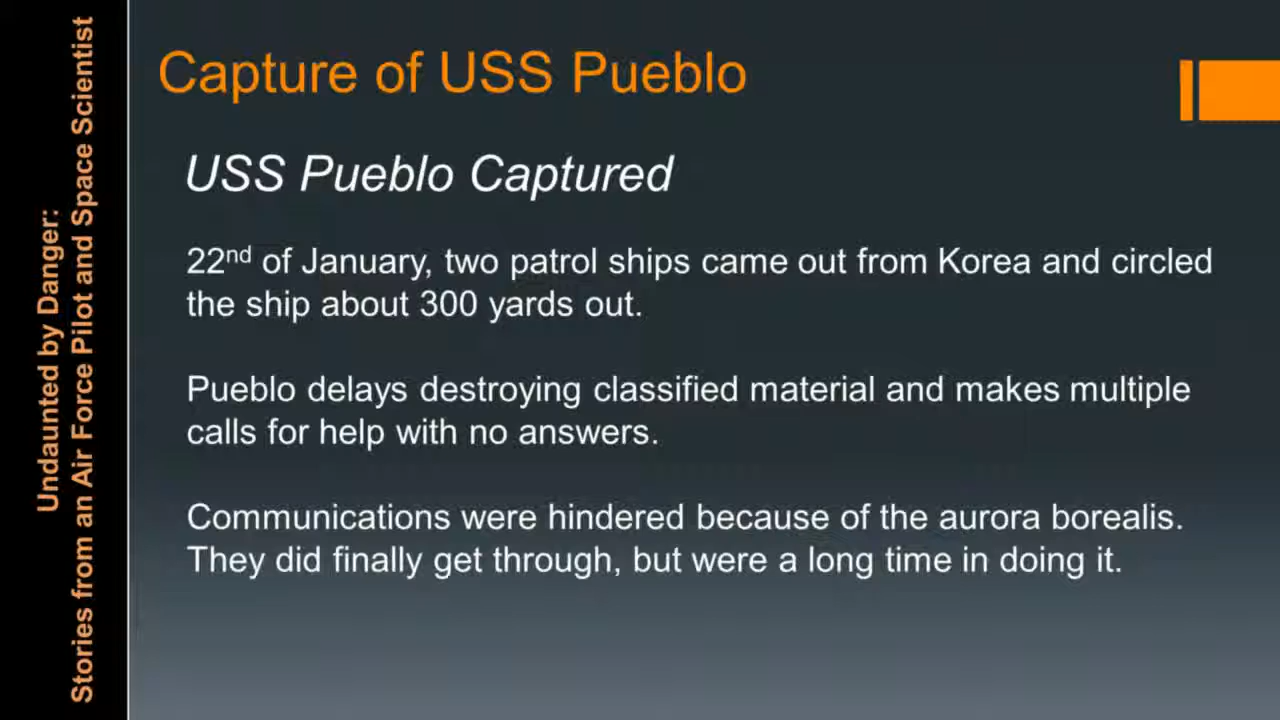 Undaunted by Danger:
Stories from an Air Force Pilot and Space Scientist
Capture of USS Pueblo
USS Pueblo Captured
22nd of January, two patrol ships came out from Korea and circled
the ship about 300 yards out.
Pueblo delays destroying classified material and makes multiple
calls for help with no answers.
Communications were hindered because of the aurora borealis.
They did finally get through, but were a long time in doing it.